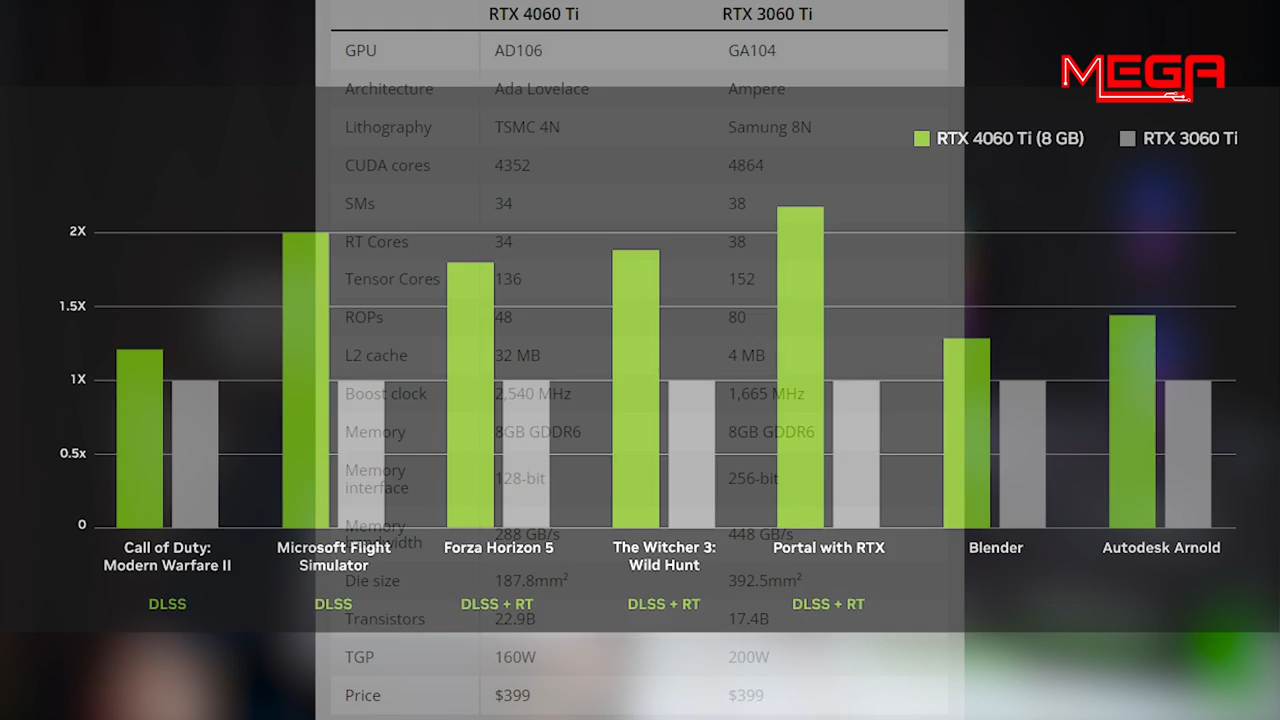 RTX 4060 Ti RTX 3060 Ti
GPU AD106 GA104
Architecture Ada Lovelace Ampere
Lithography TSMC 4N Samung 8N
CUDA cores 4352 4864
SMs 34 38
RT Cores 34 38
Tensor Cores 136 152
ROPs 48 80
L2 cache 32 MB 4 MB
Boost clock 2,540 MHz 1,665 MHz
Memory 8GB GDDR6 8GB GDDR6
Memory
interface 128-bit 256-bit
Memory
bandwidth 288 GB/s 448 GB/s
Die size 187.8mm² 392.5mm²
Transistors 22.9B 17.4B
TGP 160W 200W
Price $399 $399
MEGA
RTX 4060 Ti (8 GB) RTX 3060 Ti
2X
1.5X
1X
0.5x
0
Call of Duty:
Modern Warfare II
DLSS
Microsoft Flight
Simulator
DLSS
Forza Horizon 5
DLSS + RT
The Witcher 3:
Wild Hunt
DLSS + RT
Portal with RTX
DLSS + RT
Blender
Autodesk Arnold